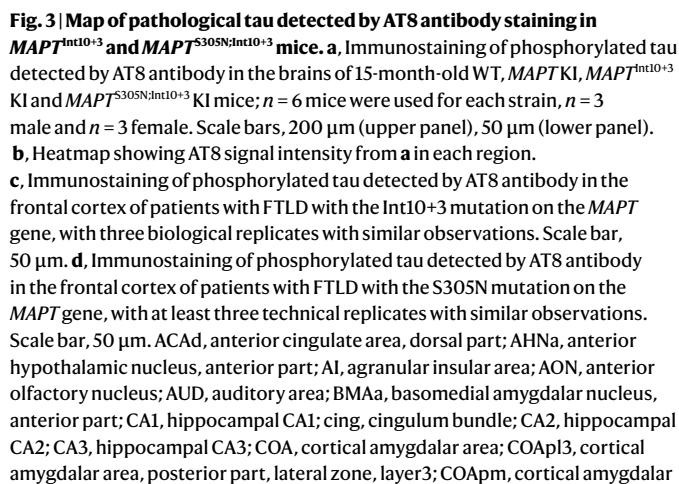 Fig. 3 | Map of pathological tau detected by AT8 antibody staining in
MAPT^Int10+3 and MAPT^S305N;Int10+3 mice. a, Immunostaining of phosphorylated tau
detected by AT8 antibody in the brains of 15-month-old WT, MAPT KI, MAPT^Int10+3
KI and MAPT^S305N;Int10+3 KI mice; n = 6 mice were used for each strain, n = 3
male and n = 3 female. Scale bars, 200 μm (upper panel), 50 μm (lower panel).
b, Heatmap showing AT8 signal intensity from a in each region.
c, Immunostaining of phosphorylated tau detected by AT8 antibody in the
frontal cortex of patients with FTLD with the Int10+3 mutation on the MAPT
gene, with three biological replicates with similar observations. Scale bar,
50 μm. d, Immunostaining of phosphorylated tau detected by AT8 antibody
in the frontal cortex of patients with FTLD with the S305N mutation on the
MAPT gene, with at least three technical replicates with similar observations.
Scale bar, 50 μm. ACAd, anterior cingulate area, dorsal part; AHNa, anterior
hypothalamic nucleus, anterior part; AI, agranular insular area; AON, anterior
olfactory nucleus; AUD, auditory area; BMAa, basomedial amygdalar nucleus,
anterior part; CA1, hippocampal CA1; cing, cingulum bundle; CA2, hippocampal
CA2; CA3, hippocampal CA3; COA, cortical amygdalar area; COApl3, cortical
amygdalar area, posterior part, lateral zone, layer3; COApm, cortical amygdalar